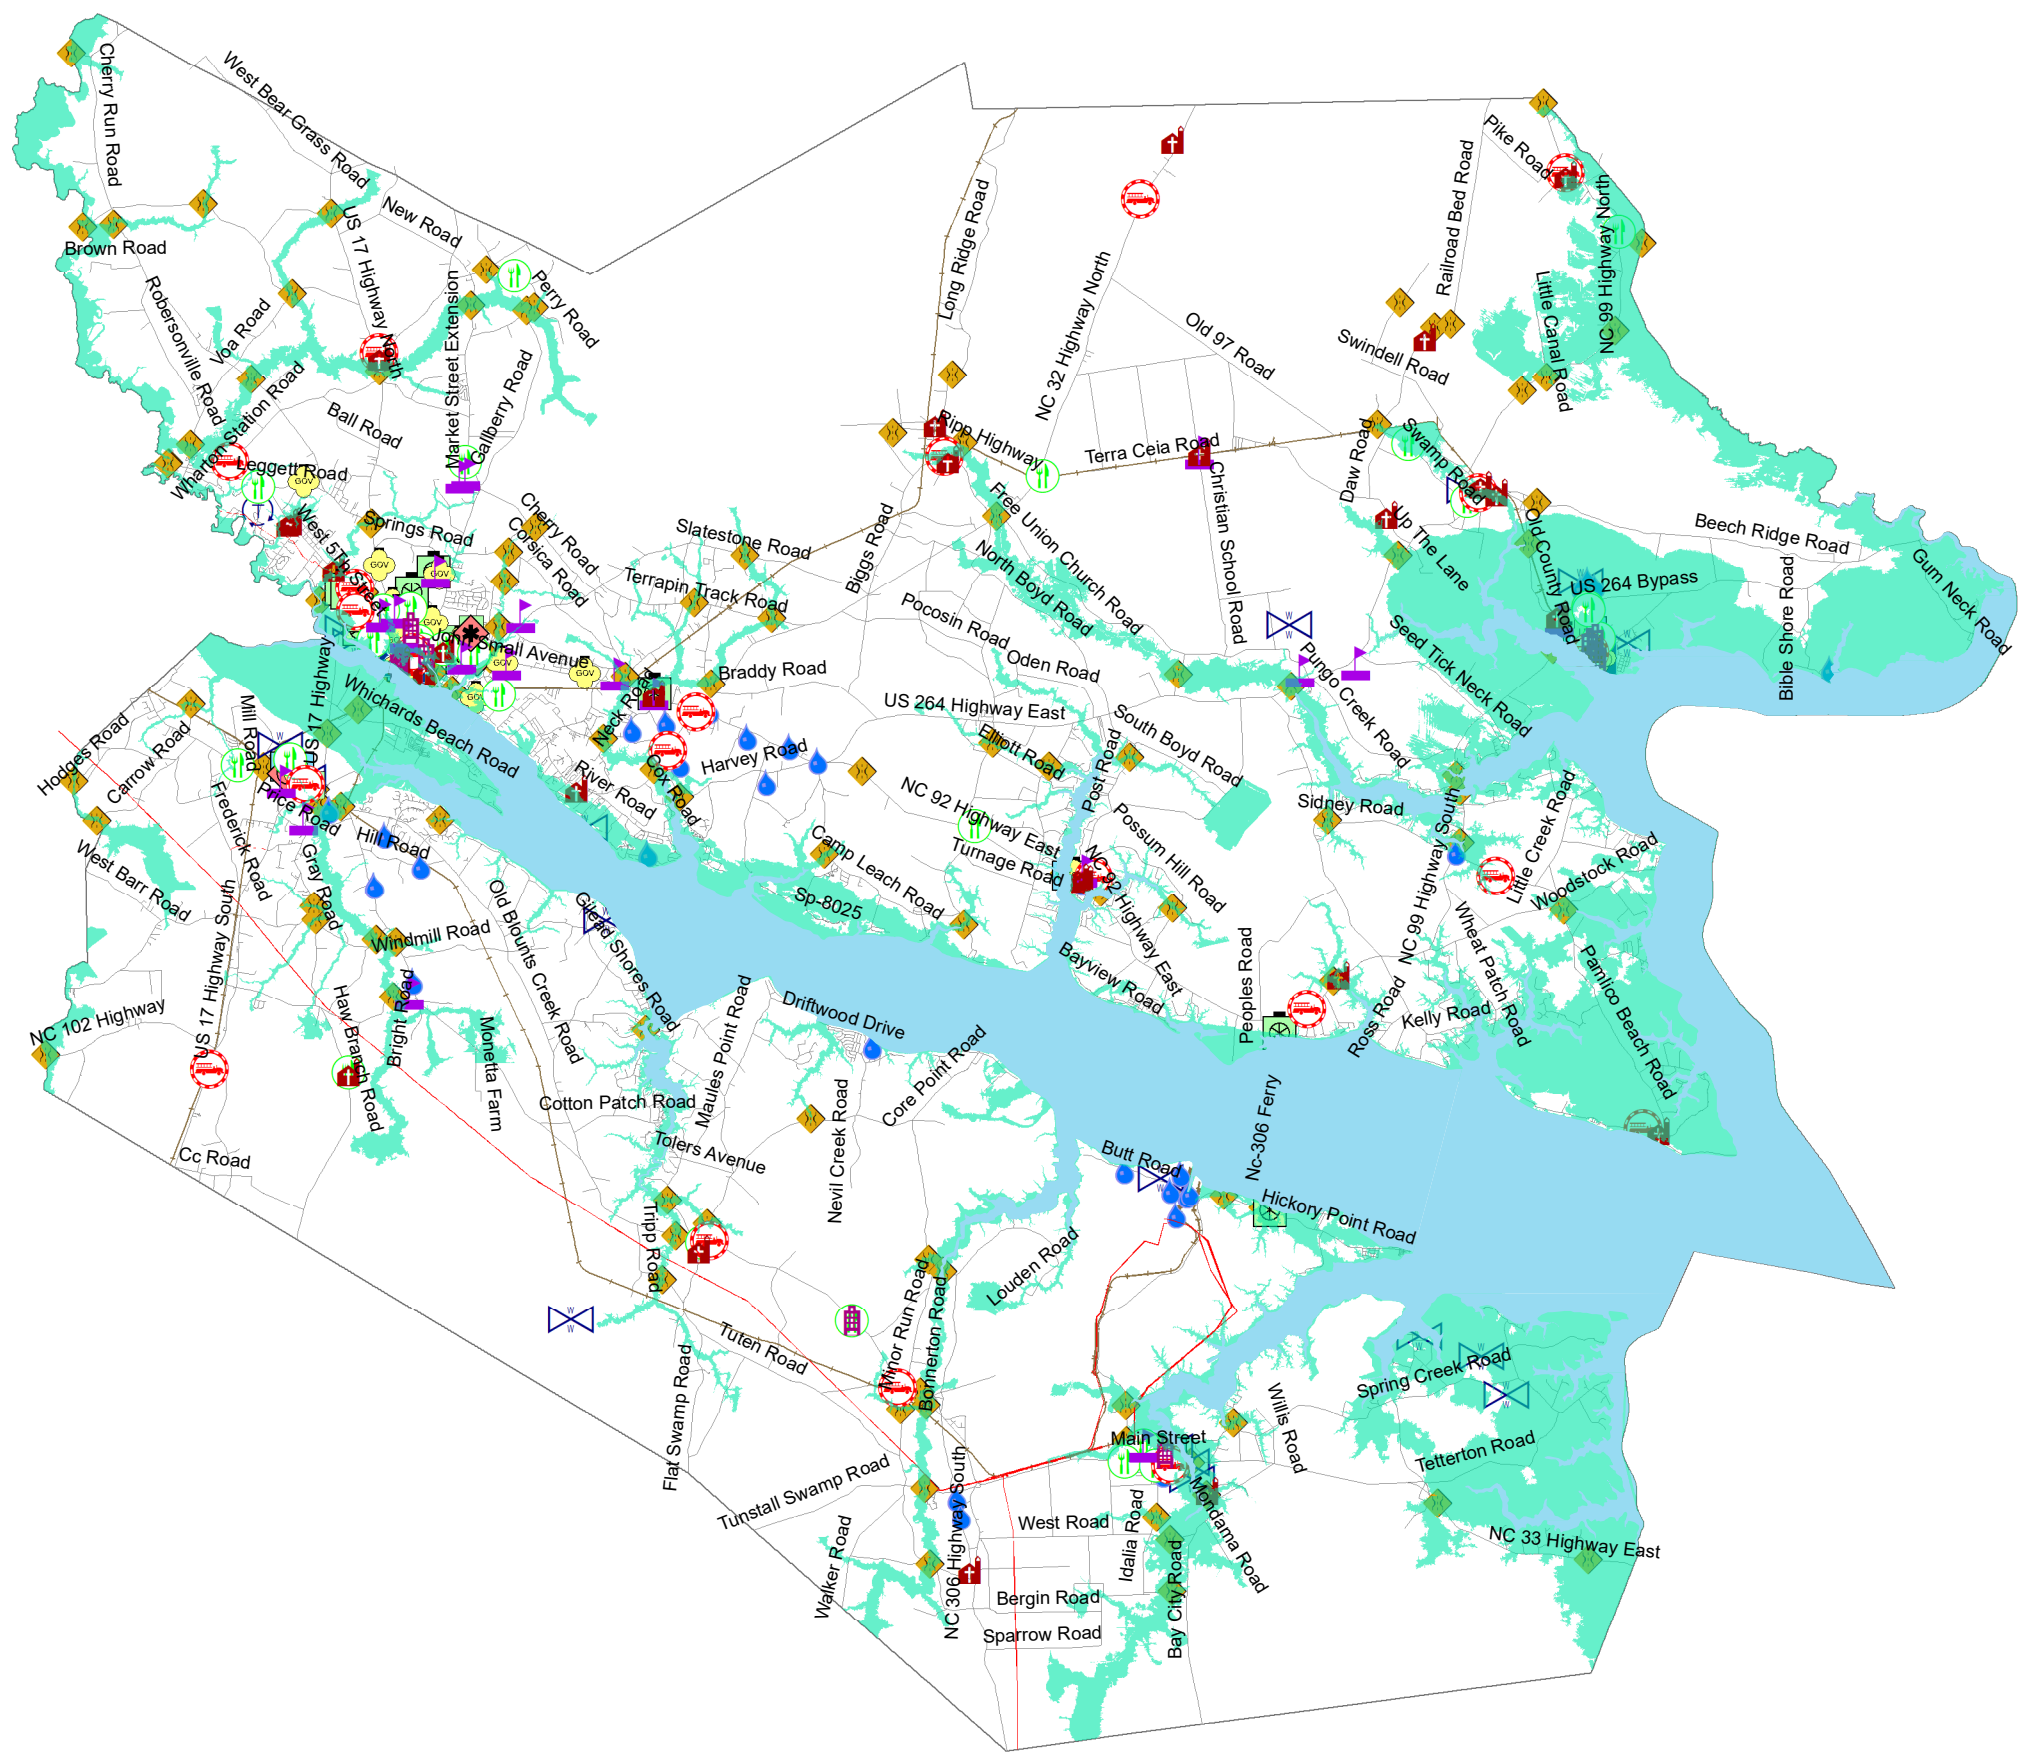 Cherry Run Road
West Bear Grass Road
Pike Road
Railroad Bed Road
NC 99 Highway North
Long Ridge Road
New Road
US 17 Highway North
Brown Road
NC 32 Highway North
Little Canal Road
Perry Road
Market Street Extension
Robersonville Road
Voa Road
Old 97 Road
Swindell Road
Gallberry Road
Wharton Station Road
Ball Road
Ripp Highway
Terra Ceia Road
Daw Road
Swamp Road
Leggett Road
GOV
T
Christian School Road
Free Union Church Road
West 5Th Street
Springs Road
Cherry Road
Corsica Road
Slatestone Road
Biggs Road
Up The Lane
Old County Road
Beech Ridge Road
Gum Neck Road
GOV
GOV
Terrapin Track Road
North Boyd Road
US 264 Bypass
Bible Shore Road
Pocosin Road
W
W
Seed Tick Neck Road
GOV
John Small Avenue
GOV
GOV
Oden Road
Braddy Road
Pungo Creek Road
Neck Road
US 17 Highway
Whichards Beach Road
US 264 Highway East
South Boyd Road
Mill Road
Hodges Road
Carrow Road
Elliott Road
Post Road
Harvey Road
Cox Road
River Road
NC 92 Highway East
Price Road
Frederick Road
Hill Road
Sidney Road
Little Creek Road
Possum Hill Road
Camp Leach Road
Turnage Road
NC 92 Highway East
Woodstock Road
West Barr Road
Gray Road
US 17 Highway South
Old Blounts Creek Road
Gilead Shores Road
Sp-8025
NC 99 Highway South
Wheat Patch Road
Windmill Road
Bayview Road
Peoples Road
Pamlico Beach Road
NC 102 Highway
Haw Branch Road
Bright Road
Monetta Farm
Maules Point Road
Driftwood Drive
Core Point Road
Ross Road
Kelly Road
Cotton Patch Road
Nevil Creek Road
Nc-306 Ferry
Tolers Avenue
Cc Road
Butt Road
W
Tripp Road
Hickory Point Road
Louden Road
Minor Run Road
Bonnerton Road
W
W
Tuten Road
Flat Swamp Road
Spring Creek Road
Willis Road
Main Street
Tetterton Road
Tunstall Swamp Road
NC 306 Highway South
Mondama Road
Idalia Road
West Road
NC 33 Highway East
Walker Road
Bay City Road
Bergin Road
Sparrow Road